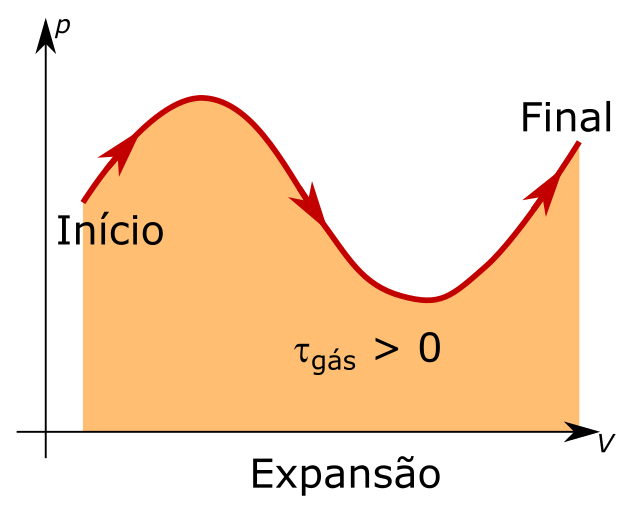 p
Final
Início
τgás > 0
V
Expansão